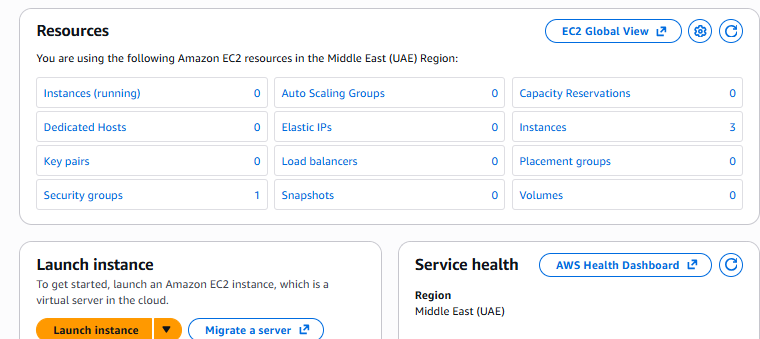 Resources
EC2 Global View
You are using the following Amazon EC2 resources in the Middle East (UAE) Region:
Instances (running) 0
Auto Scaling Groups 0
Capacity Reservations 0
Dedicated Hosts 0
Elastic IPs 0
Instances 3
Key pairs 0
Load balancers 0
Placement groups 0
Security groups 1
Snapshots 0
Volumes 0
Launch instance
To get started, launch an Amazon EC2 instance, which is a
virtual server in the cloud.
Launch instance
Migrate a server
Service health
AWS Health Dashboard
Region
Middle East (UAE)